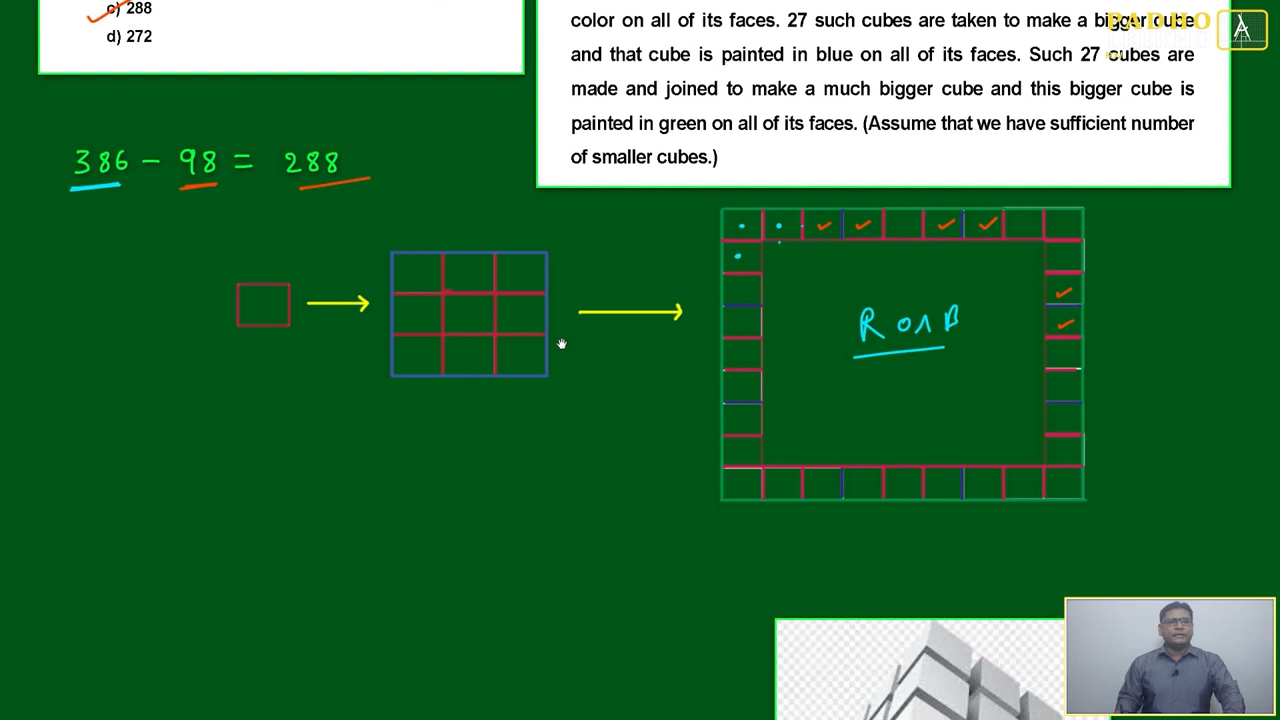 c) 288
d) 272
color on all of its faces. 27 such cubes are taken to make a bigger cube
and that cube is painted in blue on all of its faces. Such 27 cubes are
made and joined to make a much bigger cube and this bigger cube is
painted in green on all of its faces. (Assume that we have sufficient number
of smaller cubes.)
PADHO
386 - 98 = 288
R or B